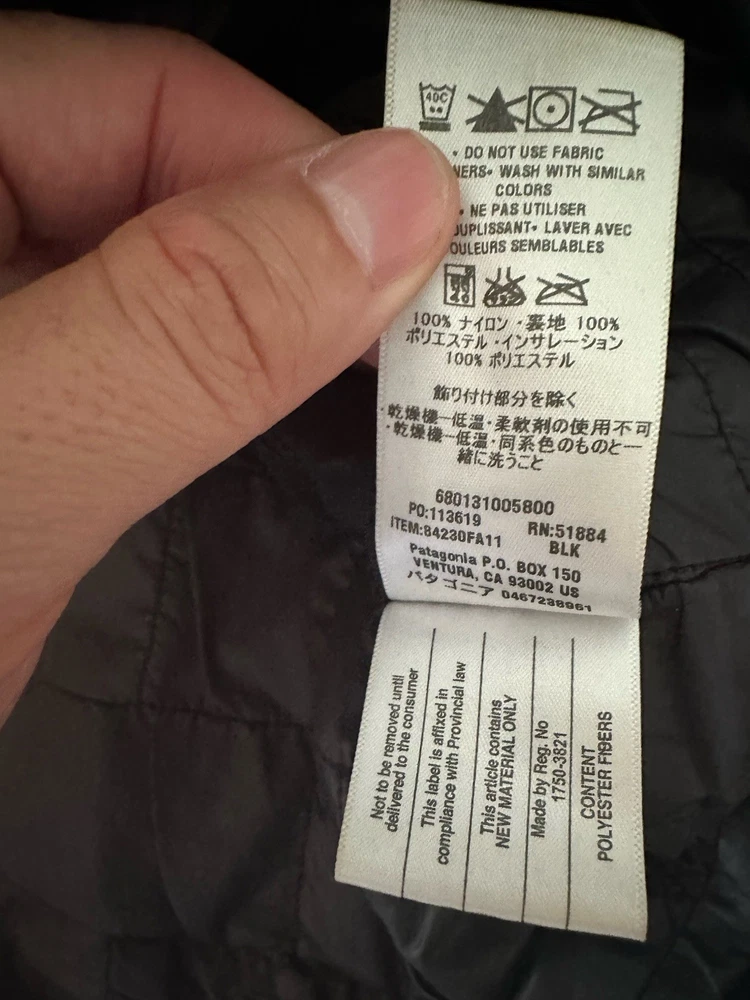 40C
• DO NOT USE FABRIC
NERS• WASH WITH SIMILAR
COLORS
• NE PAS UTILISER
OUPLISSANT• LAVER AVEC
OULEURS SEMBLABLES
100% ナイロン・裏地 100%
ポリエステル・インサレーション
100% ポリエステル
飾り付け部分を除く
・乾燥機ー低温・柔軟剤の使用不可
・乾燥機ー低温・同系色のものと一
緒に洗うこと
680131005800
PO:113619 RN:51884
ITEM:84230FA11 BLK
Patagonia P.O. BOX 150
VENTURA, CA 93002 US
パタゴニア 0467238961
Not to be removed until
delivered to the consumer
This label is affixed in
compliance with Provincial law
This article contains
NEW MATERIAL ONLY
Made by Reg. No
1750-3821
CONTENT
POLYESTER FIBERS